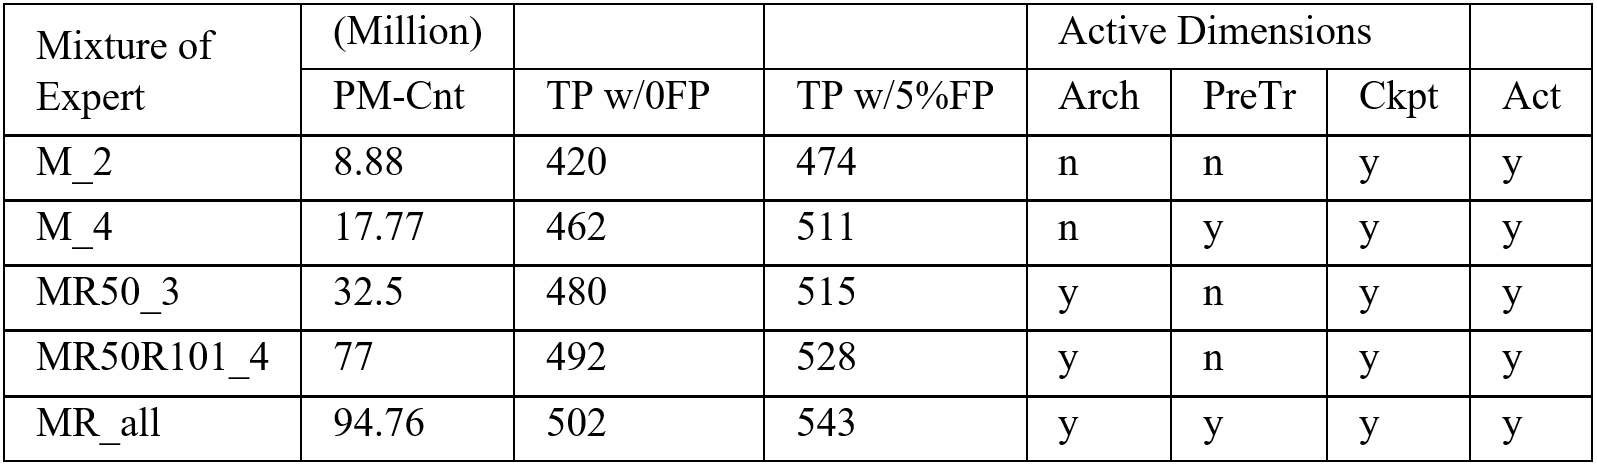 Mixture of Expert (Million) Active Dimensions
PM-Cnt TP w/0FP TP w/5%FP Arch PreTr Ckpt Act
M_2 8.88 420 474 n n y y
M_4 17.77 462 511 n y y y
MR50_3 32.5 480 515 y n y y
MR50R101_4 77 492 528 y n y y
MR_all 94.76 502 543 y y y y